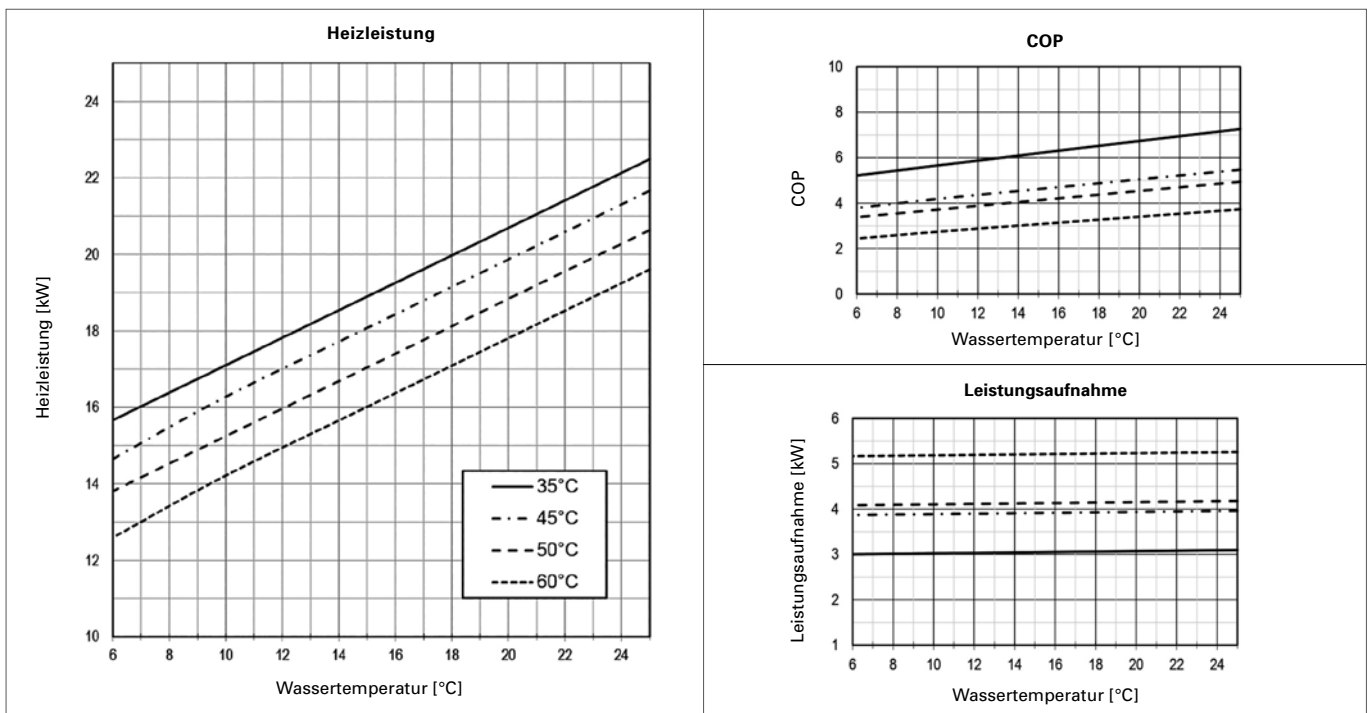 Heizleistung
Heizleistung [kW]
24
22
20
18
16
14
12
10
35°C
45°C
50°C
60°C
6 8 10 12 14 16 18 20 22 24
Wassertemperatur [°C]
COP
COP
10
8
6
4
2
0
6 8 10 12 14 16 18 20 22 24
Wassertemperatur [°C]
Leistungsaufnahme
Leistungsaufnahme [kW]
6
5
4
3
2
1
6 8 10 12 14 16 18 20 22 24
Wassertemperatur [°C]